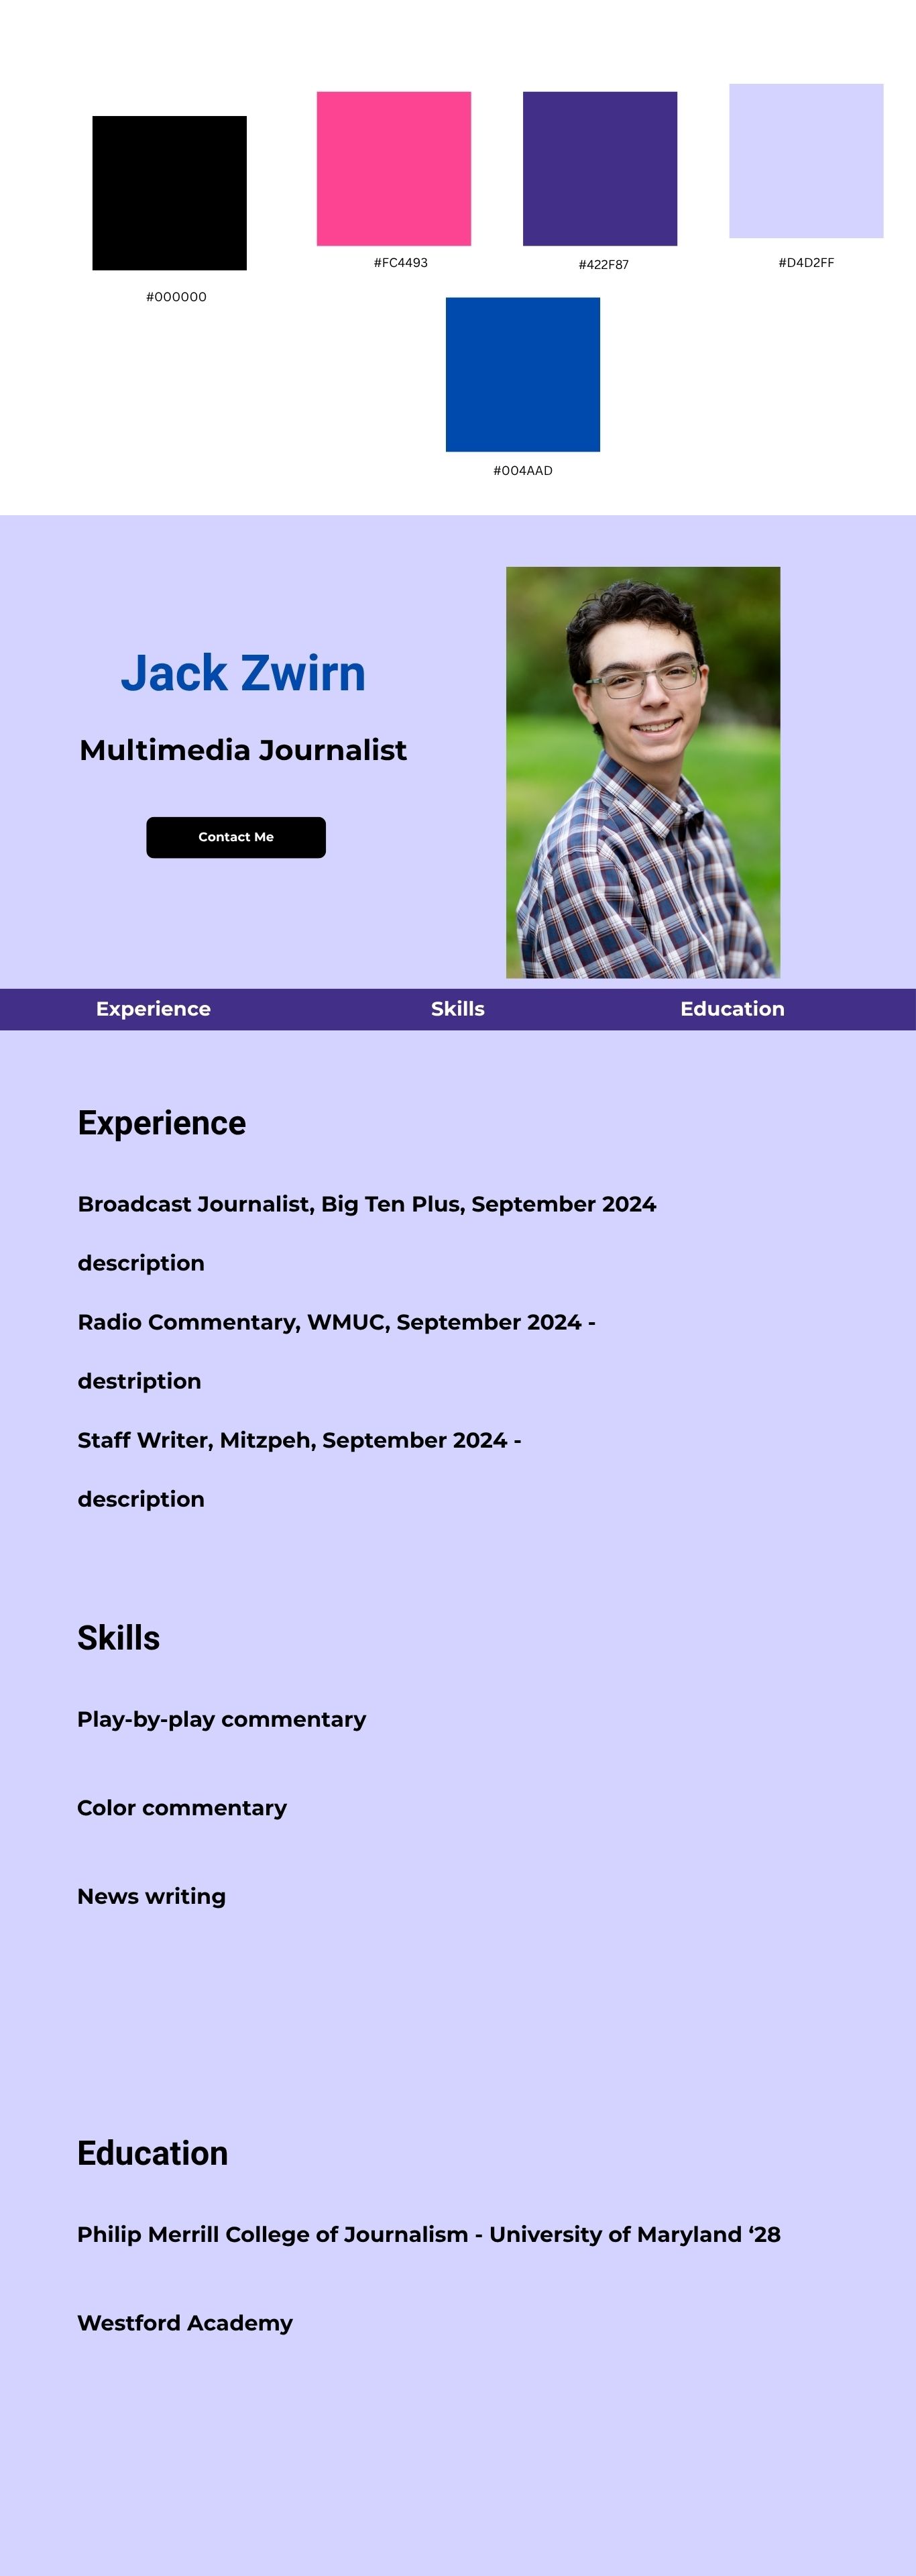 #FC4493
#422F87
#D4D2FF
#000000
#004AAD
Jack Zwirn
Multimedia Journalist
Contact Me
Experience
Skills
Education
Experience
Broadcast Journalist, Big Ten Plus, September 2024
description
Radio Commentary, WMUC, September 2024 -
destription
Staff Writer, Mitzpeh, September 2024 -
description
Skills
Play-by-play commentary
Color commentary
News writing
Education
Philip Merrill College of Journalism - University of Maryland ‘28
Westford Academy